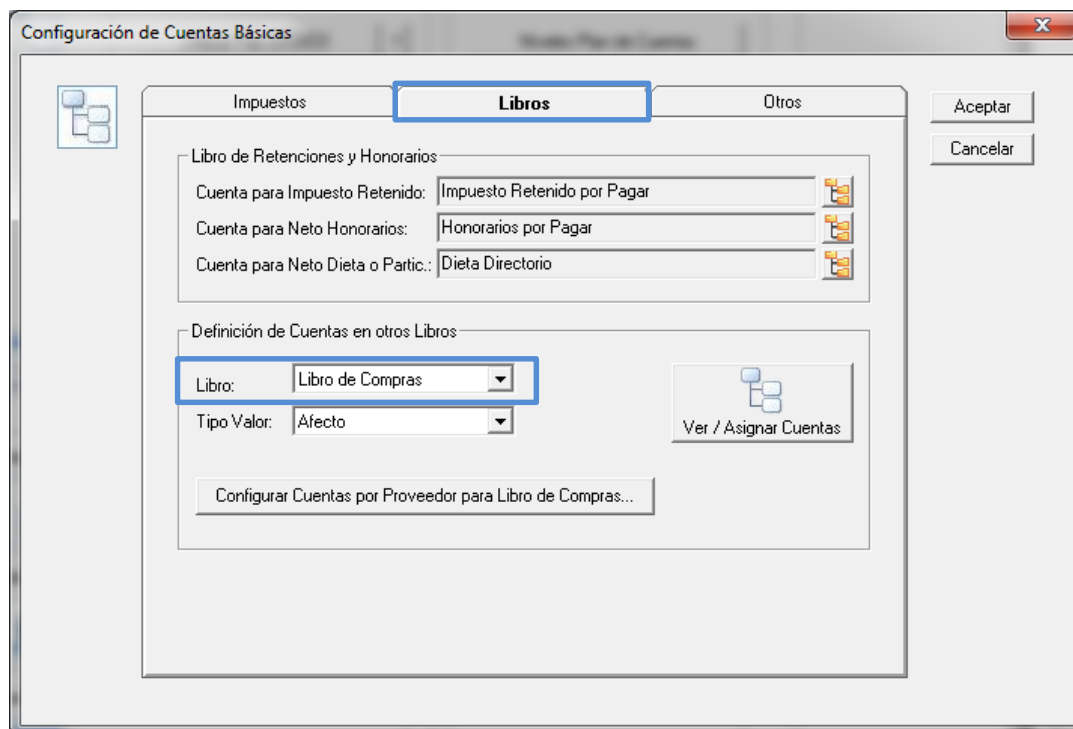 Configuración de Cuentas Básicas
Impuestos Libros Otros
Aceptar
Cancelar
Libro de Retenciones y Honorarios
Cuenta para Impuesto Retenido: Impuesto Retenido por Pagar
Cuenta para Neto Honorarios: Honorarios por Pagar
Cuenta para Neto Dieta o Partic.: Dieta Directorio
Definición de Cuentas en otros Libros
Libro: Libro de Compras
Tipo Valor: Afecto
Ver / Asignar Cuentas
Configurar Cuentas por Proveedor para Libro de Compras...